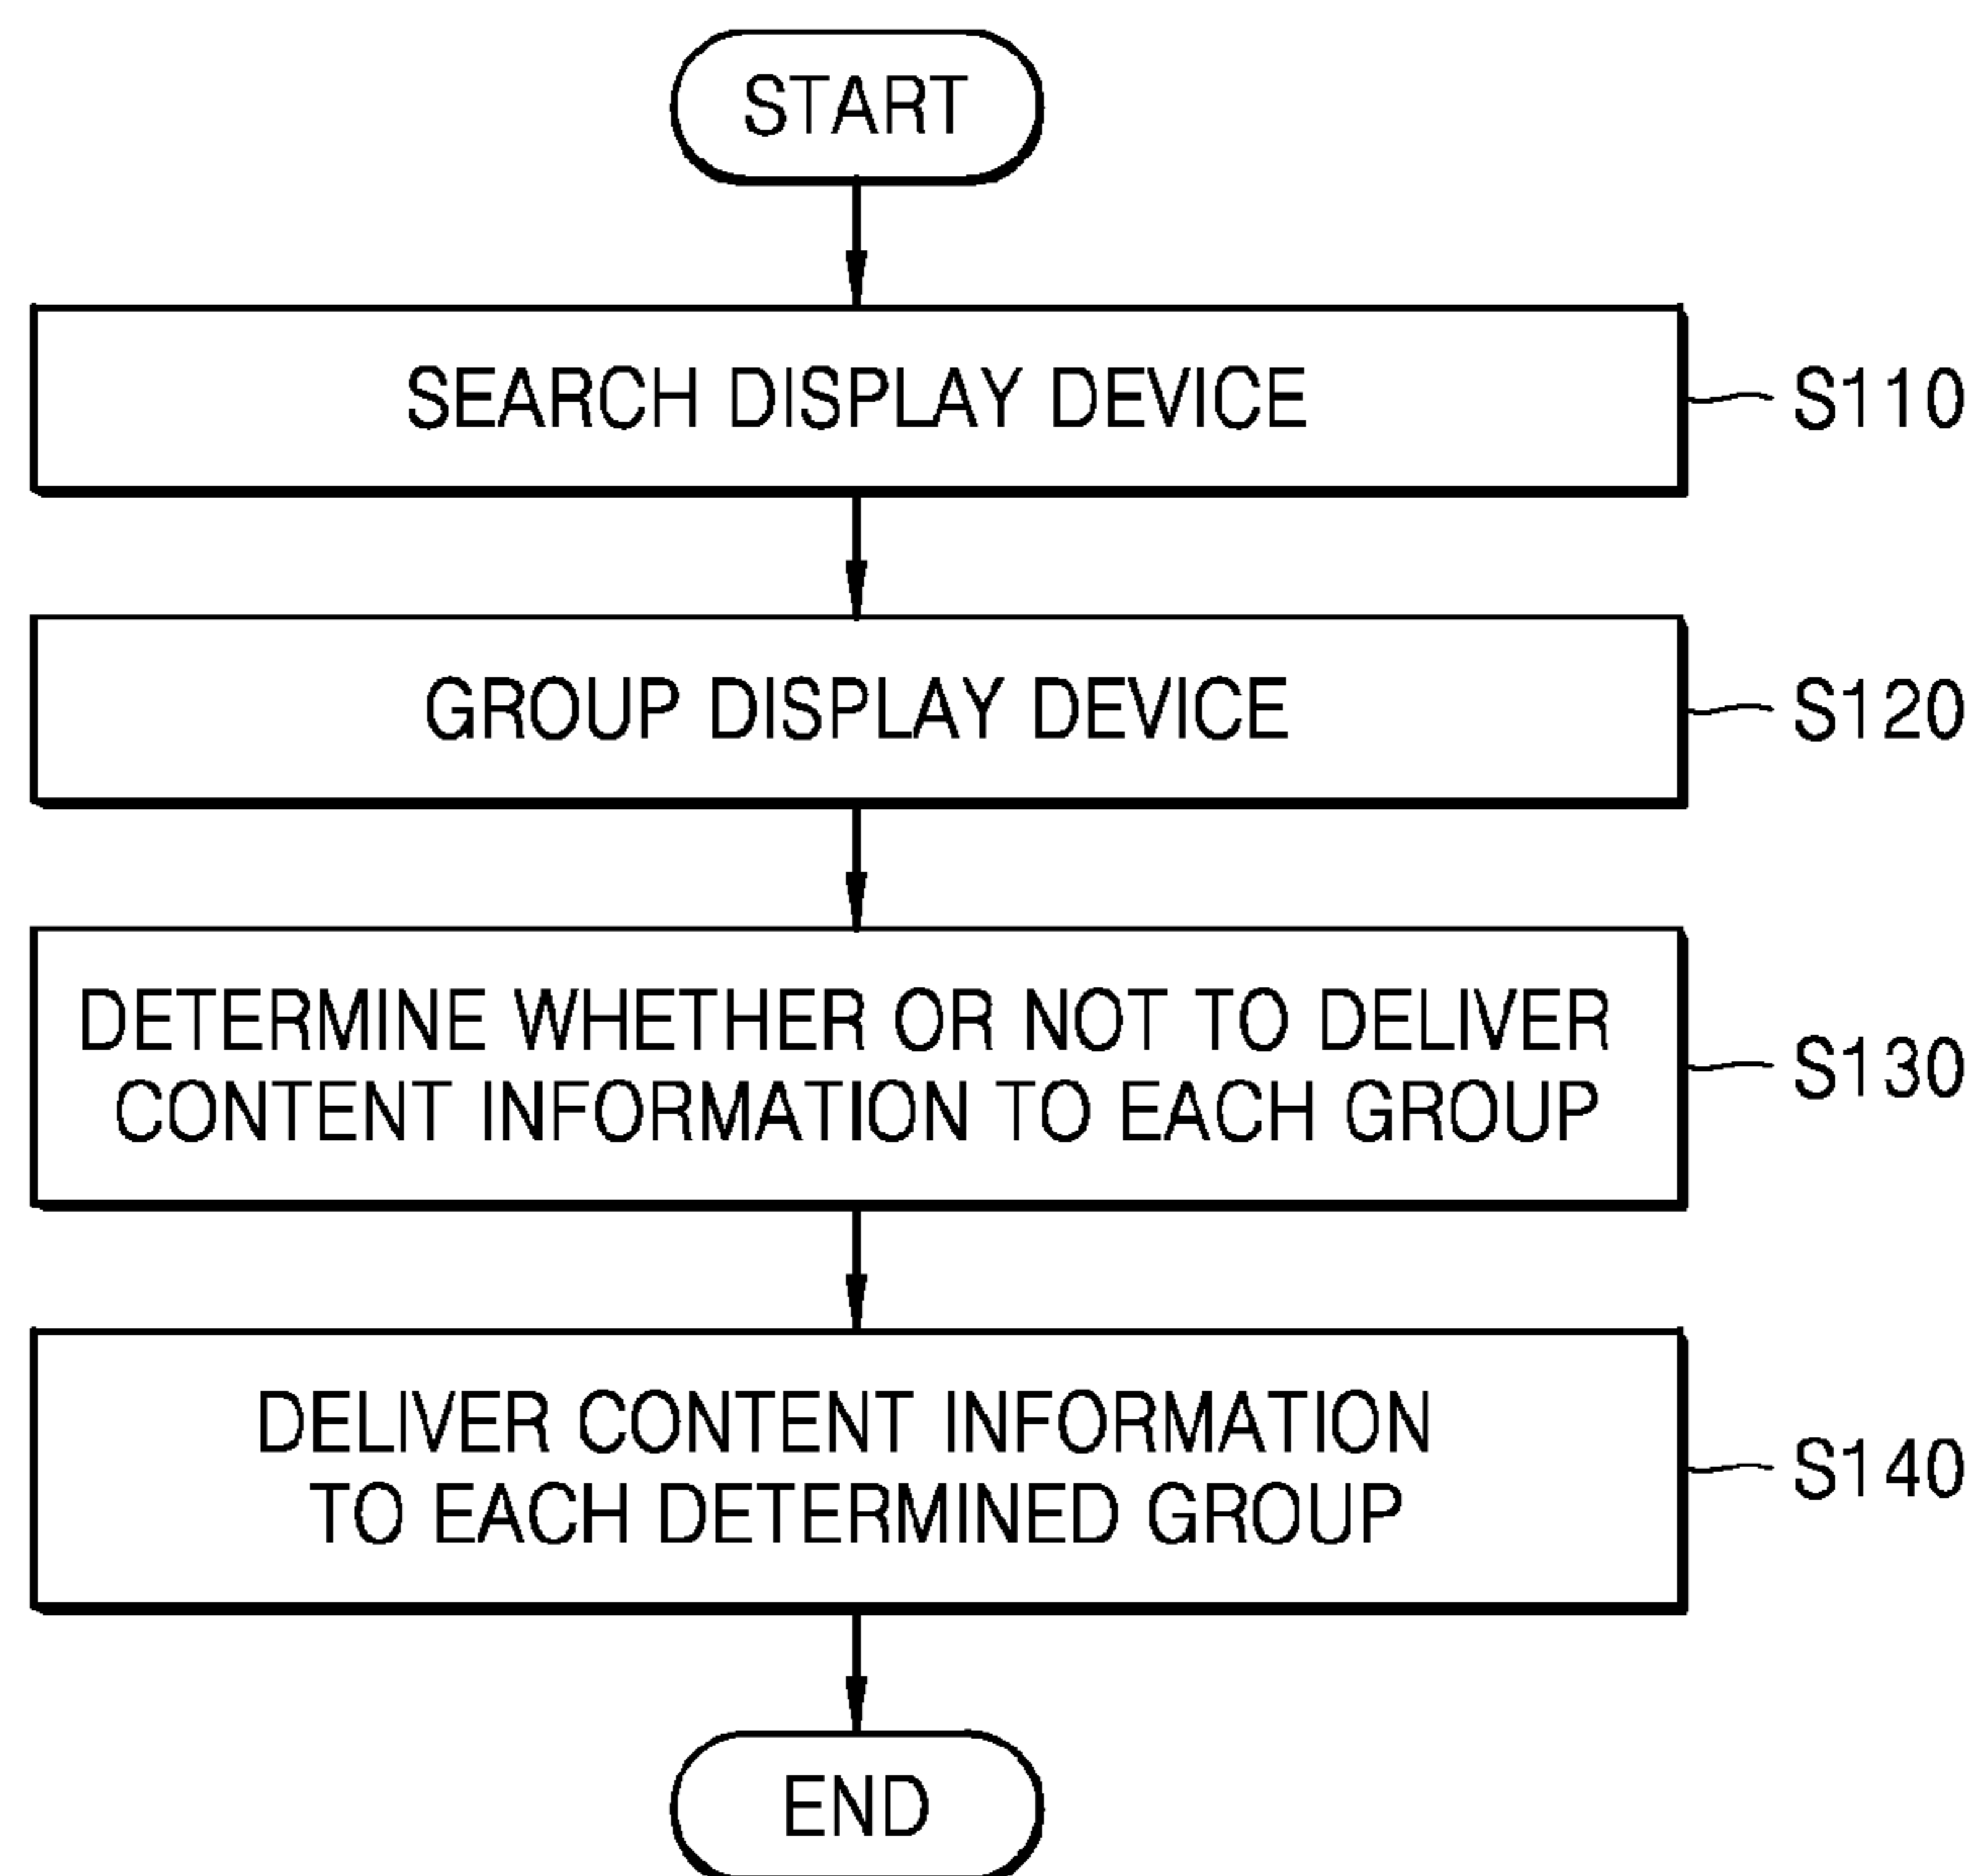 START
SEARCH DISPLAY DEVICE
S110
GROUP DISPLAY DEVICE
S120
DETERMINE WHETHER OR NOT TO DELIVER
CONTENT INFORMATION TO EACH GROUP
S130
DELIVER CONTENT INFORMATION
TO EACH DETERMINED GROUP
S140
END